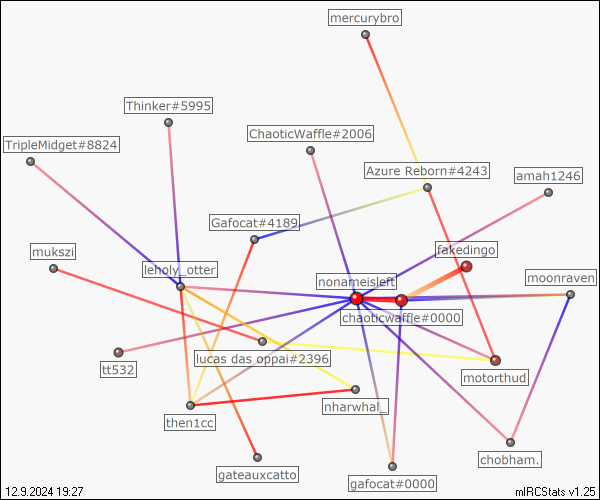 mercurybro
Thinker#5995
ChaoticWaffle#2006
TripleMidget#8824
Azure Reborn#4243
amah1246
Gafocat#4189
mukszi
fakedingo
leholy_otter
nonameisleft
moonraven
chaoticwaffle#0000
lucas das oppai#2396
tt532
motorthud
nharwhal_
then1cc
chobham.
gateauxcatto
gafocat#0000
12.9.2024 19:27
mIRCStats v1.25